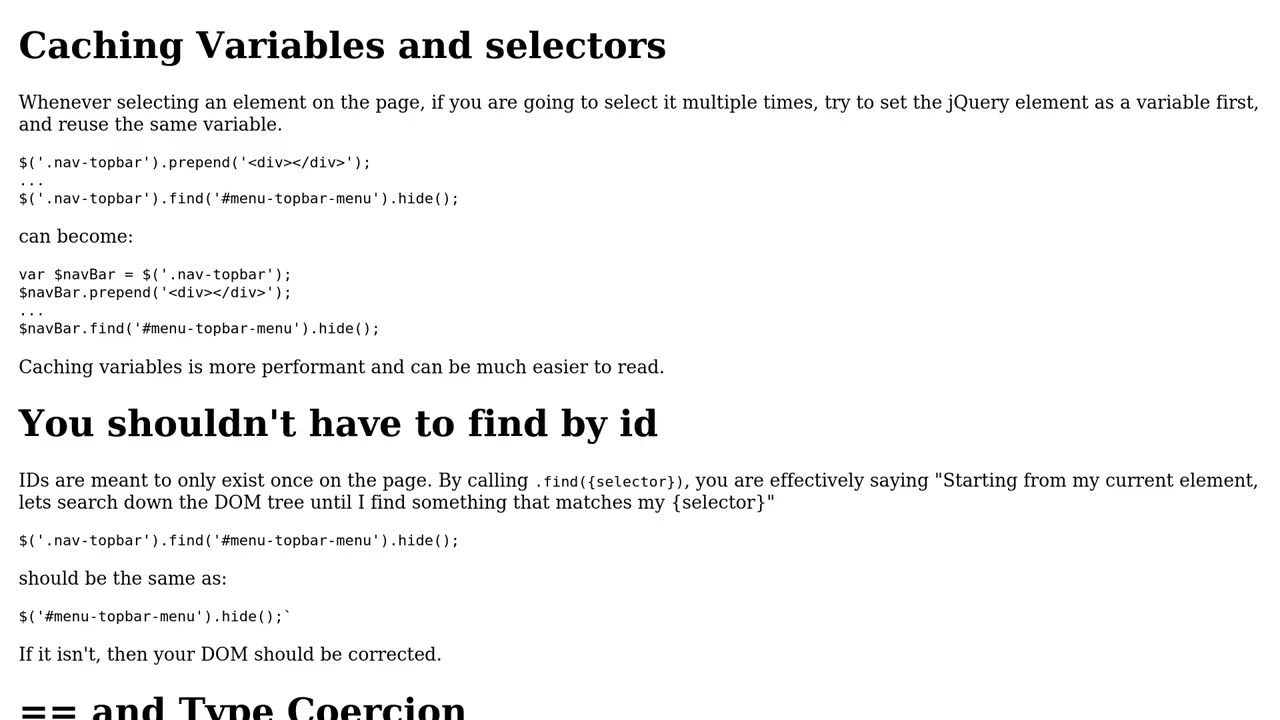 Caching Variables and selectors
Whenever selecting an element on the page, if you are going to select it multiple times, try to set the jQuery element as a variable first,
and reuse the same variable.
$('.nav-topbar').prepend('<div></div>');
...
$('.nav-topbar').find('#menu-topbar-menu').hide();
can become:
var $navBar = $('.nav-topbar');
$navBar.prepend('<div></div>');
...
$navBar.find('#menu-topbar-menu').hide();
Caching variables is more performant and can be much easier to read.
You shouldn't have to find by id
IDs are meant to only exist once on the page. By calling .find({selector}), you are effectively saying "Starting from my current element,
lets search down the DOM tree until I find something that matches my {selector}"
$('.nav-topbar').find('#menu-topbar-menu').hide();
should be the same as:
$('#menu-topbar-menu').hide();`
If it isn't, then your DOM should be corrected.
== and Type Coercion